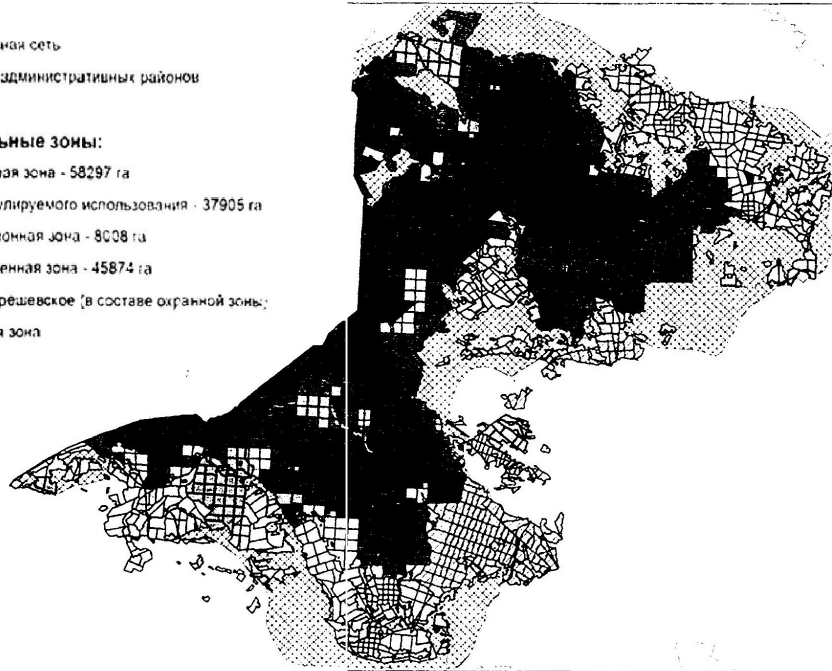 ная сеть
административных районов
ьные зоны:
ная зона - 58297 га
улируемого использования - 37905 га
онная зона - 8008 га
енная зона - 45874 га
решевское (в составе охранной зоны)
я зона